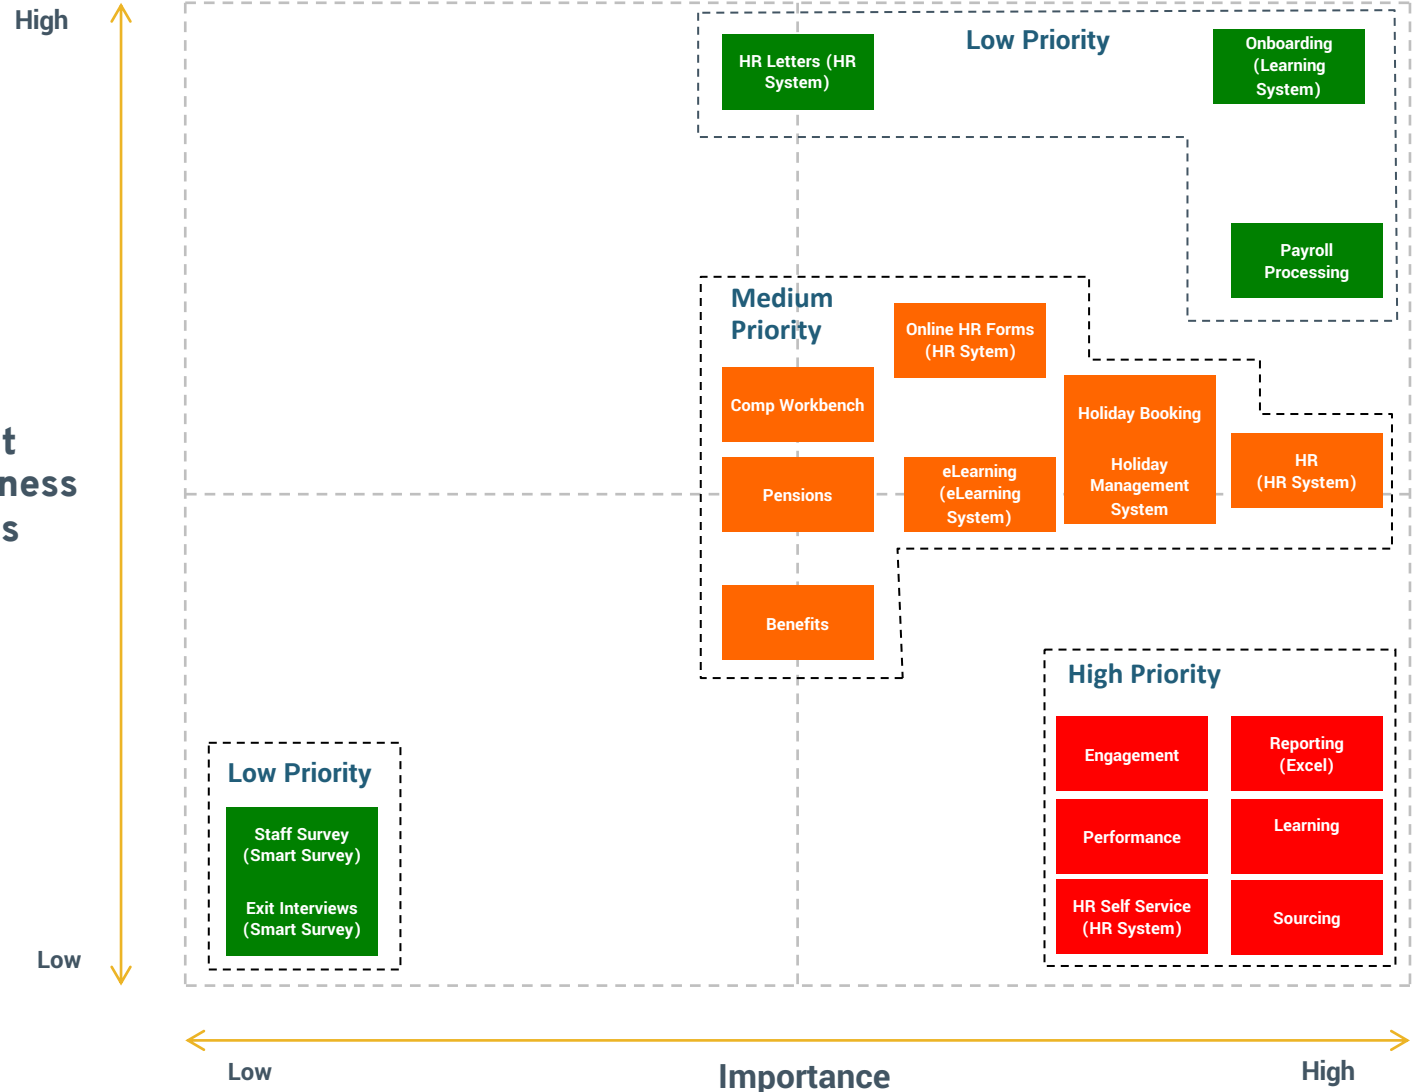 High
Low Priority
HR Letters (HR
System)
Onboarding
(Learning
System)
Payroll
Processing
Medium
Priority
Online HR Forms
(HR Sytem)
Comp Workbench
Holiday Booking
Holiday
Management
System
HR
(HR System)
Pensions
eLearning
(eLearning
System)
Benefits
t
ness
s
High Priority
Engagement
Reporting
(Excel)
Performance
Learning
HR Self Service
(HR System)
Sourcing
Low Priority
Staff Survey
(Smart Survey)
Exit Interviews
(Smart Survey)
Low
Low
Importance
High